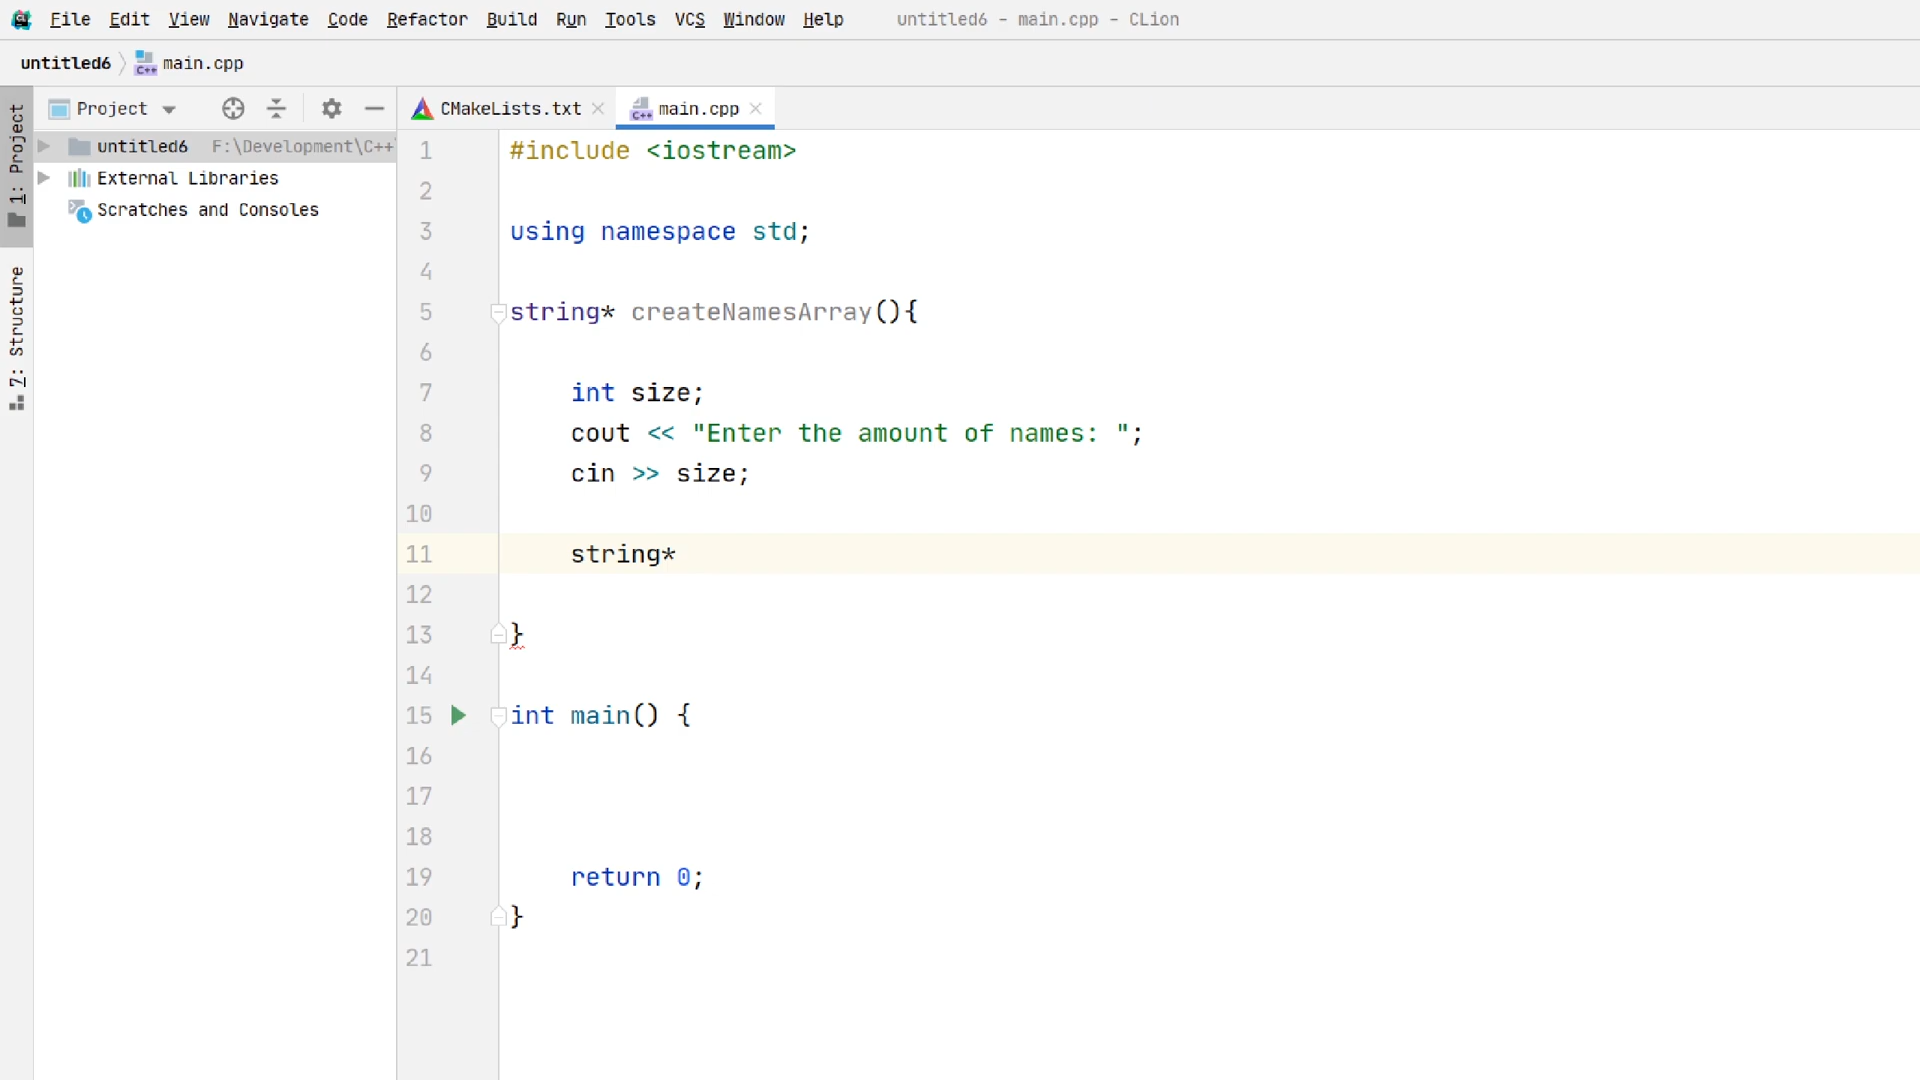 File Edit View Navigate Code Refactor Build Run Tools VCS Window Help untitled6 - main.cpp - CLion
untitled6 main.cpp
1: Project
7: Structure
Project
untitled6 F:\Development\C++
External Libraries
Scratches and Consoles
CMakeLists.txt main.cpp
1 #include <iostream>
2
3 using namespace std;
4
5 string* createNamesArray(){
6
7 int size;
8 cout << "Enter the amount of names: ";
9 cin >> size;
10
11 string*
12
13 }
14
15 int main() {
16
17
18
19 return 0;
20 }
21